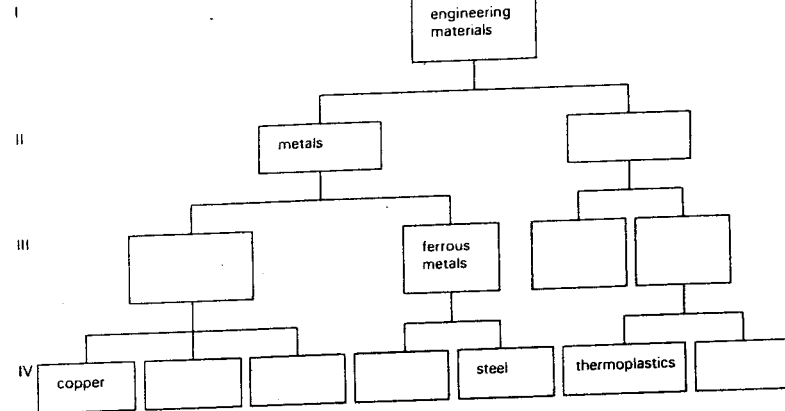 I
engineering
materials
II
metals
III
ferrous
metals
IV
copper
steel
thermoplastics